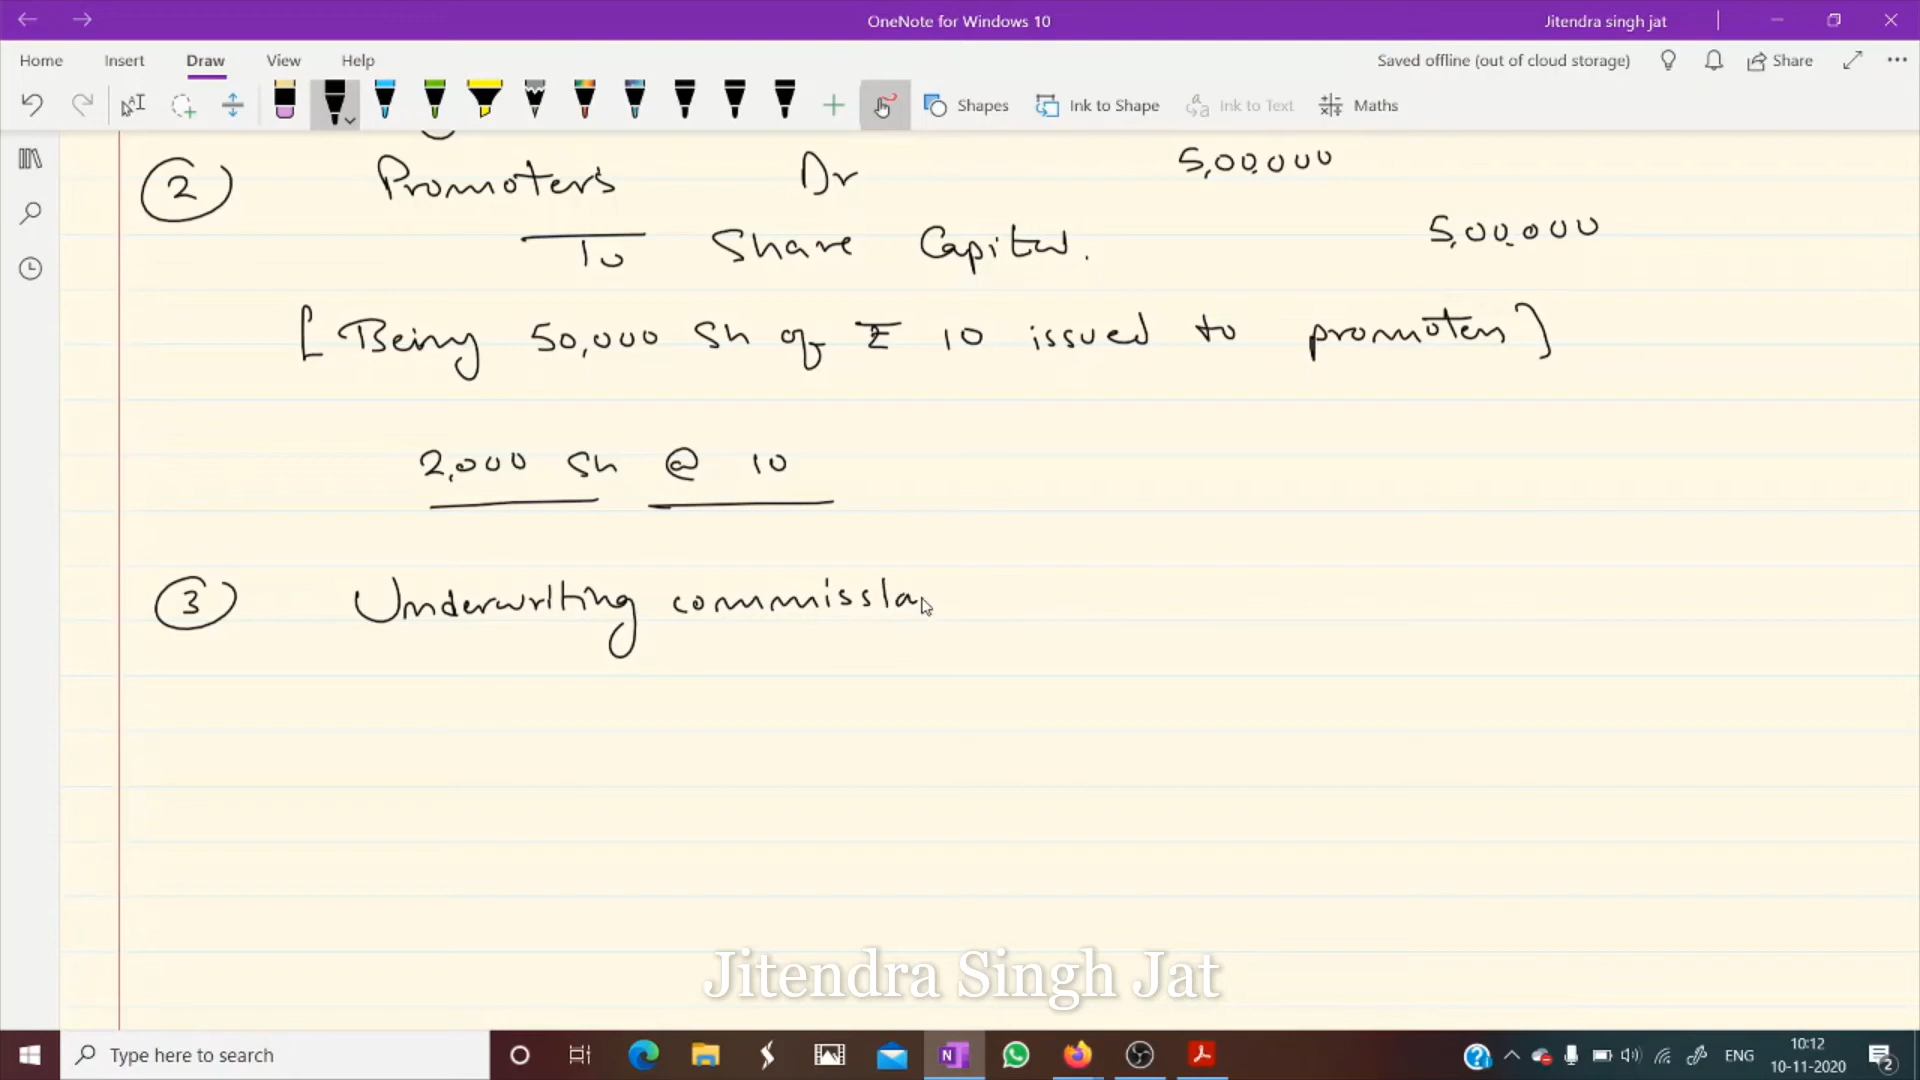 OneNote for Windows 10
Jitendra singh jat
Home Insert Draw View Help
Saved offline (out of cloud storage)
Share
Shapes
Ink to Shape
Ink to Text
Maths
2 Promoters Dr 5,00,000
To Share Capital. 5,00,000
[Being 50,000 Sh of ₹ 10 issued to promoters]
2,000 Sh @ 10
3 Underwriting commissia
Jitendra Singh Jat
Type here to search
ENG
10:12
10-11-2020
2